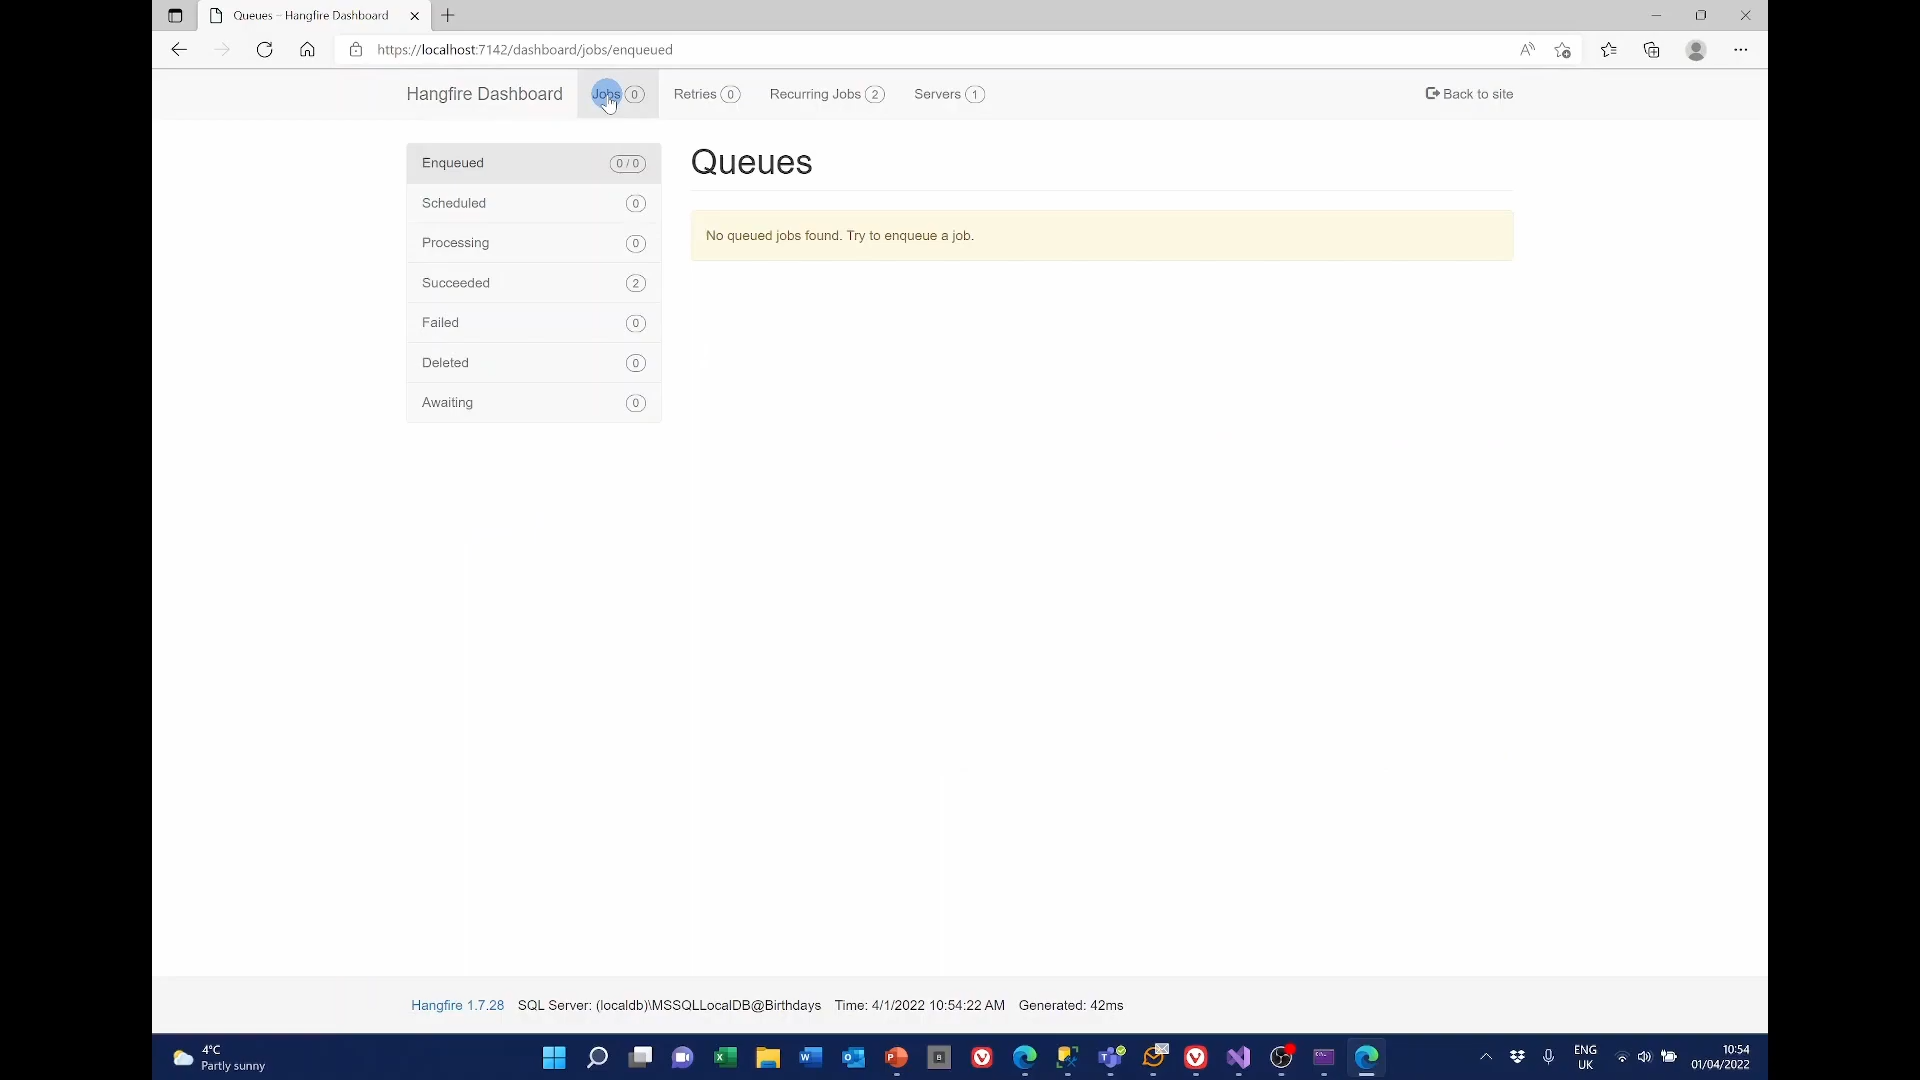 Queues - Hangfire Dashboard
https://localhost:7142/dashboard/jobs/enqueued
Hangfire Dashboard Jobs 0 Retries 0 Recurring Jobs 2 Servers 1 Back to site
Enqueued 0 / 0
Scheduled 0
Processing 0
Succeeded 2
Failed 0
Deleted 0
Awaiting 0
Queues
No queued jobs found. Try to enqueue a job.
Hangfire 1.7.28 SQL Server: (localdb)\MSSQLLocalDB@Birthdays Time: 4/1/2022 10:54:22 AM Generated: 42ms
4°C
Partly sunny
ENG
UK
10:54
01/04/2022